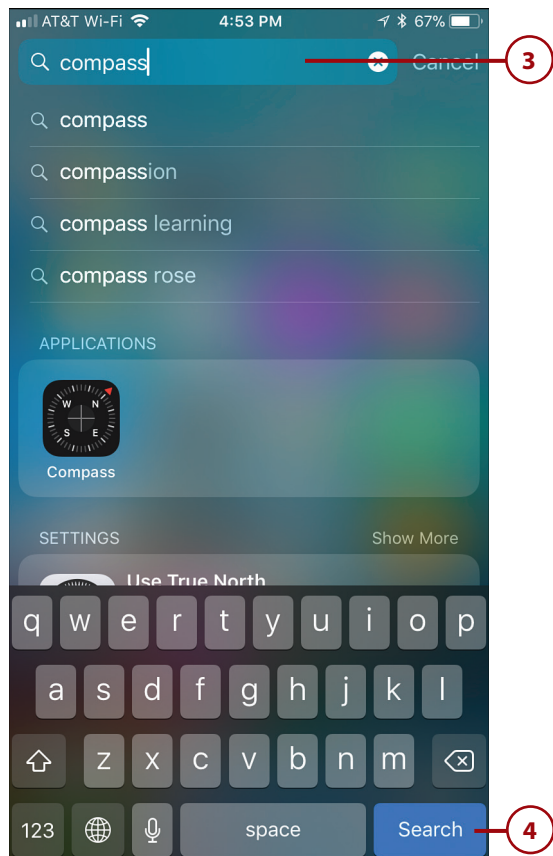 AT&T Wi-Fi 4:53 PM 67%
compass Cancel 3
compass
compassion
compass learning
compass rose
APPLICATIONS
W N
S E
Compass
SETTINGS Show More
Use True North
q w e r t y u i o p
a s d f g h j k l
z x c v b n m
123 space Search 4